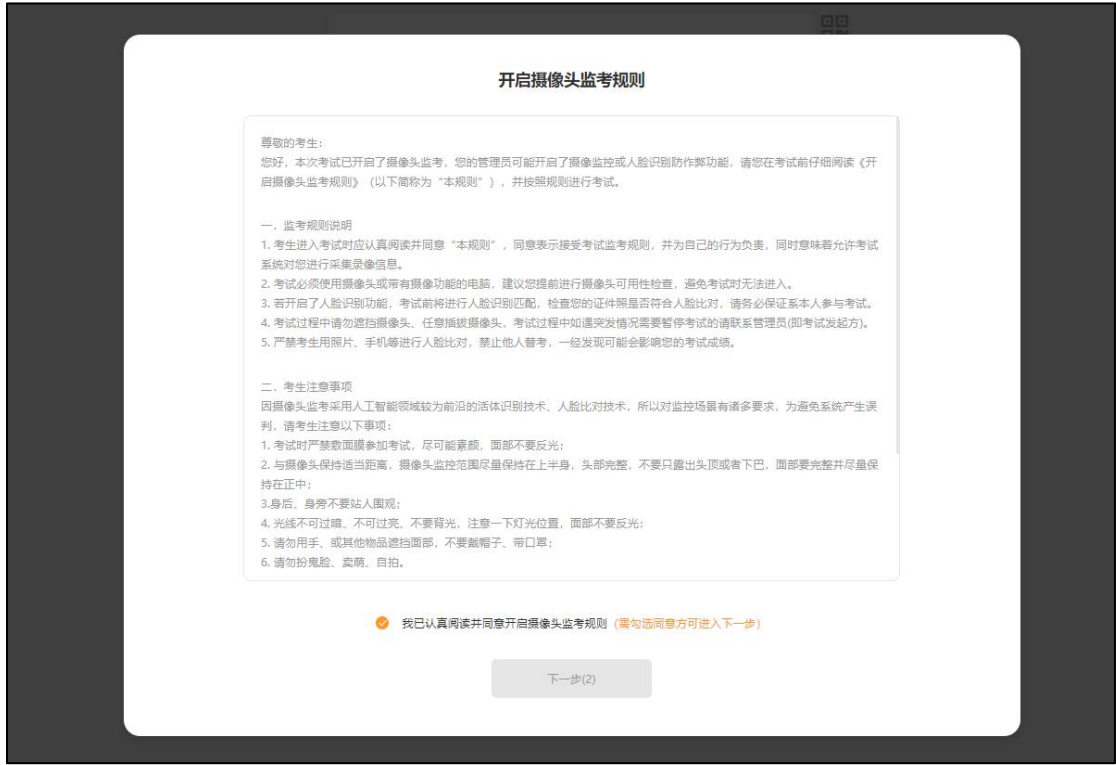 开启摄像头监考规则
尊敬的考生：
您好，本次考试已开启了摄像头监考，您的管理员可能开启了摄像监控或人脸识别防作弊功能，请您在考试前仔细阅读《开
启摄像头监考规则》（以下简称为“本规则”），并按照规则进行考试。
一、监考规则说明
1. 考生进入考试时应认真阅读并同意“本规则”，同意表示接受考试监考规则，并为自己的行为负责，同时意味着允许考试
系统对您进行采集录像信息。
2. 考试必须使用摄像头或带有摄像功能的电脑，建议您提前进行摄像头可用性检查，避免考试时无法进入。
3. 若开启了人脸识别功能，考试前将进行人脸识别匹配，检查您的证件照是否符合人脸比对，请务必保证系本人参与考试。
4. 考试过程中请勿遮挡摄像头、任意插拔摄像头，考试过程中如遇突发情况需要暂停考试的请联系管理员(即考试发起方)。
5. 严禁考生用照片、手机等进行人脸比对，禁止他人替考，一经发现可能会影响您的考试成绩。
二、考生注意事项
因摄像头监考采用人工智能领域较为前沿的活体识别技术、人脸比对技术，所以对监控场景有诸多要求，为避免系统产生误
判，请考生注意以下事项：
1. 考试时严禁敷面膜参加考试，尽可能素颜，面部不要反光；
2. 与摄像头保持适当距离，摄像头监控范围尽量保持在上半身，头部完整，不要只露出头顶或者下巴，面部要完整并尽量保
持在正中；
3.身后、身旁不要站人围观；
4. 光线不可过暗、不可过亮、不要背光，注意一下灯光位置，面部不要反光；
5. 请勿用手、或其他物品遮挡面部，不要戴帽子、带口罩；
6. 请勿扮鬼脸、卖萌、自拍。
我已认真阅读并同意开启摄像头监考规则（需勾选同意方可进入下一步）
下一步(2)